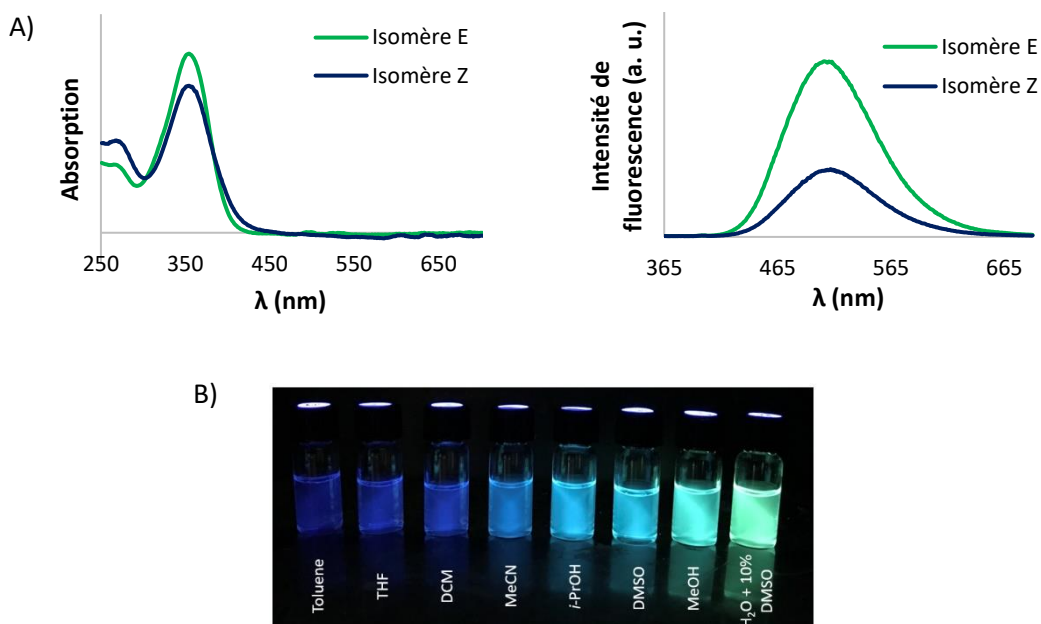 A)
Absorption
Isomère E
Isomère Z
250 350 450 550 650
λ (nm)
Intensité de
fluorescence (a. u.)
Isomère E
Isomère Z
365 465 565 665
λ (nm)
B)
Toluene
THF
DCM
MeCN
i-PrOH
DMSO
MeOH
H₂O + 10%
DMSO